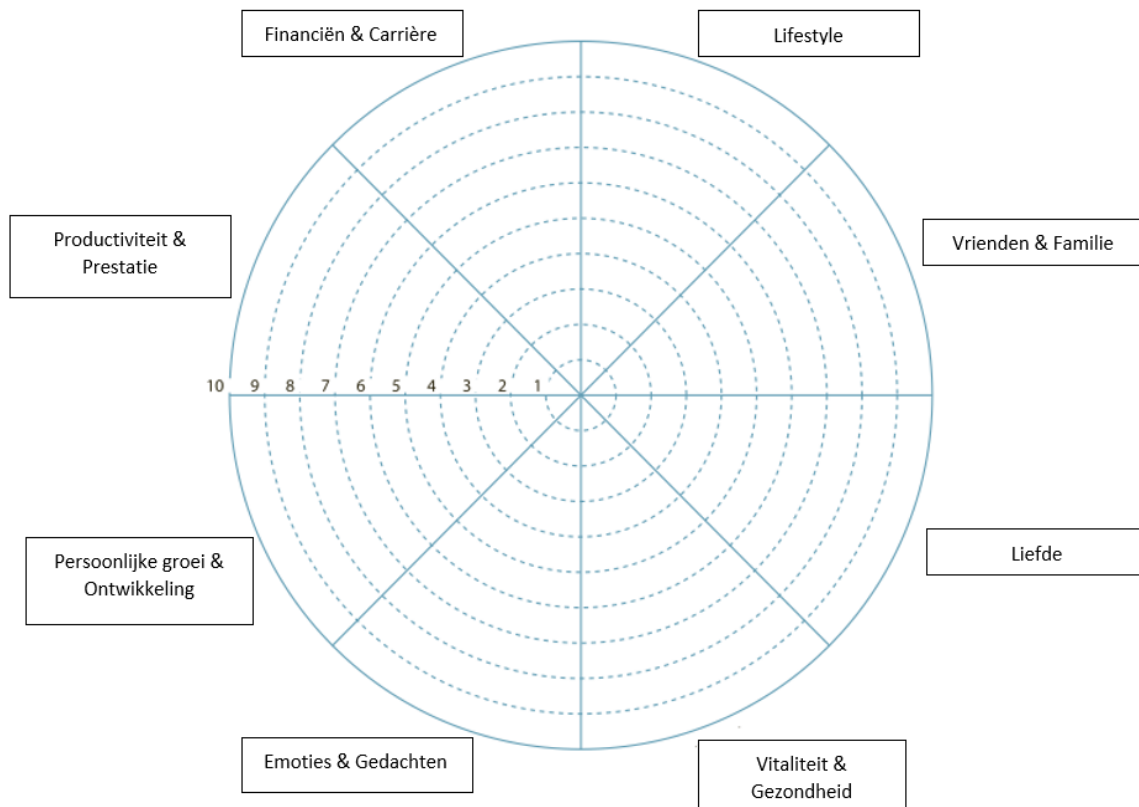 Financiën & Carrière
Lifestyle
Productiviteit &
Prestatie
Vrienden & Familie
10 9 8 7 6 5 4 3 2 1
Persoonlijke groei &
Ontwikkeling
Liefde
Emoties & Gedachten
Vitaliteit &
Gezondheid